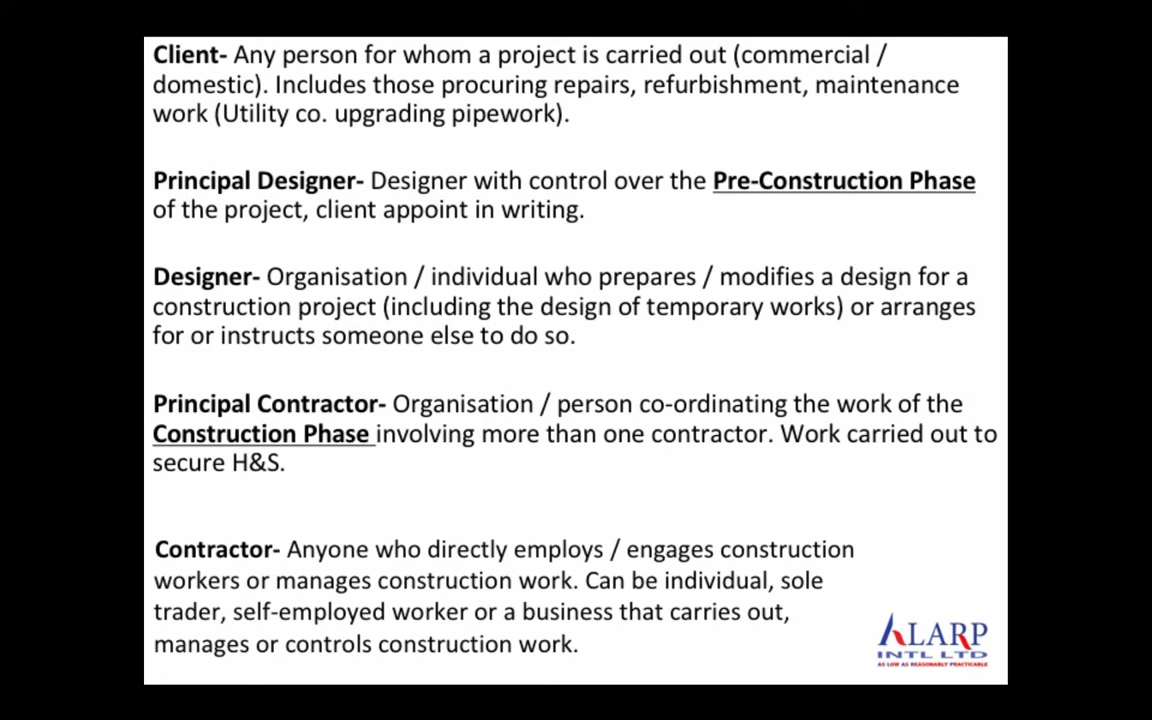 Client- Any person for whom a project is carried out (commercial /
domestic). Includes those procuring repairs, refurbishment, maintenance
work (Utility co. upgrading pipework).
Principal Designer- Designer with control over the Pre-Construction Phase
of the project, client appoint in writing.
Designer- Organisation / individual who prepares / modifies a design for a
construction project (including the design of temporary works) or arranges
for or instructs someone else to do so.
Principal Contractor- Organisation / person co-ordinating the work of the
Construction Phase involving more than one contractor. Work carried out to
secure H&S.
Contractor- Anyone who directly employs / engages construction
workers or manages construction work. Can be individual, sole
trader, self-employed worker or a business that carries out,
manages or controls construction work.
ALARP
INTL LTD
AS LOW AS REASONABLY PRACTICABLE